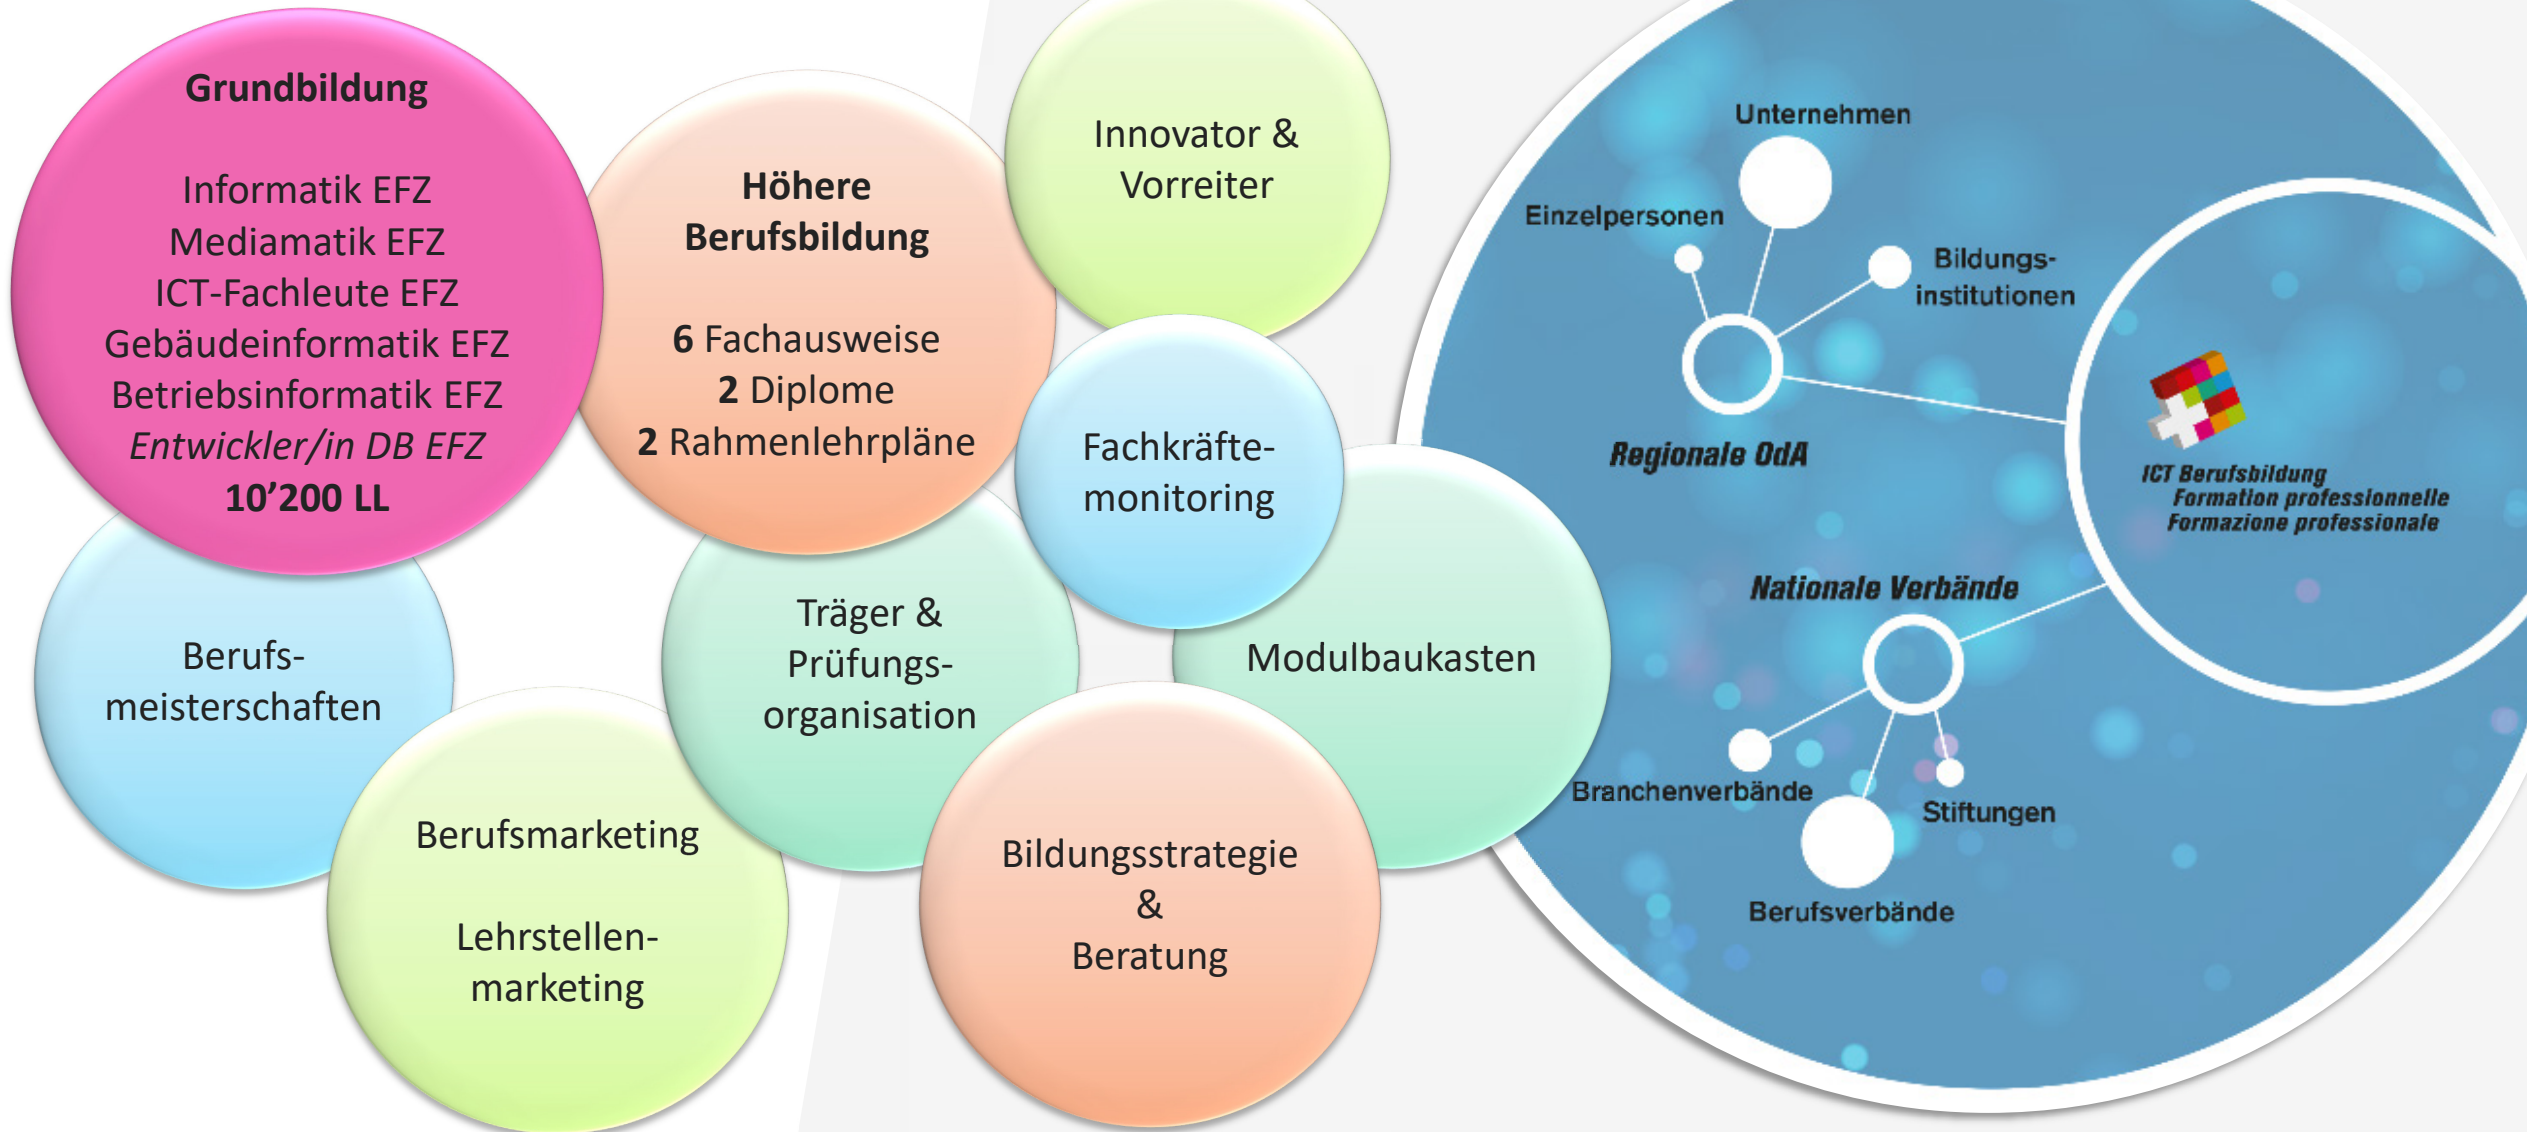 Grundbildung
Informatik EFZ
Mediamatik EFZ
ICT-Fachleute EFZ
Gebäudeinformatik EFZ
Betriebsinformatik EFZ
Entwickler/in DB EFZ
10’200 LL
Höhere
Berufsbildung
6 Fachausweise
2 Diplome
2 Rahmenlehrpläne
Innovator &
Vorreiter
Fachkräfte-
monitoring
Berufs-
meisterschaften
Träger &
Prüfungs-
organisation
Modulbaukasten
Berufsmarketing
Lehrstellen-
marketing
Bildungsstrategie
&
Beratung
Unternehmen
Einzelpersonen
Bildungs-
institutionen
Regionale OdA
ICT Berufsbildung
Formation professionnelle
Formazione professionale
Nationale Verbände
Branchenverbände
Stiftungen
Berufsverbände